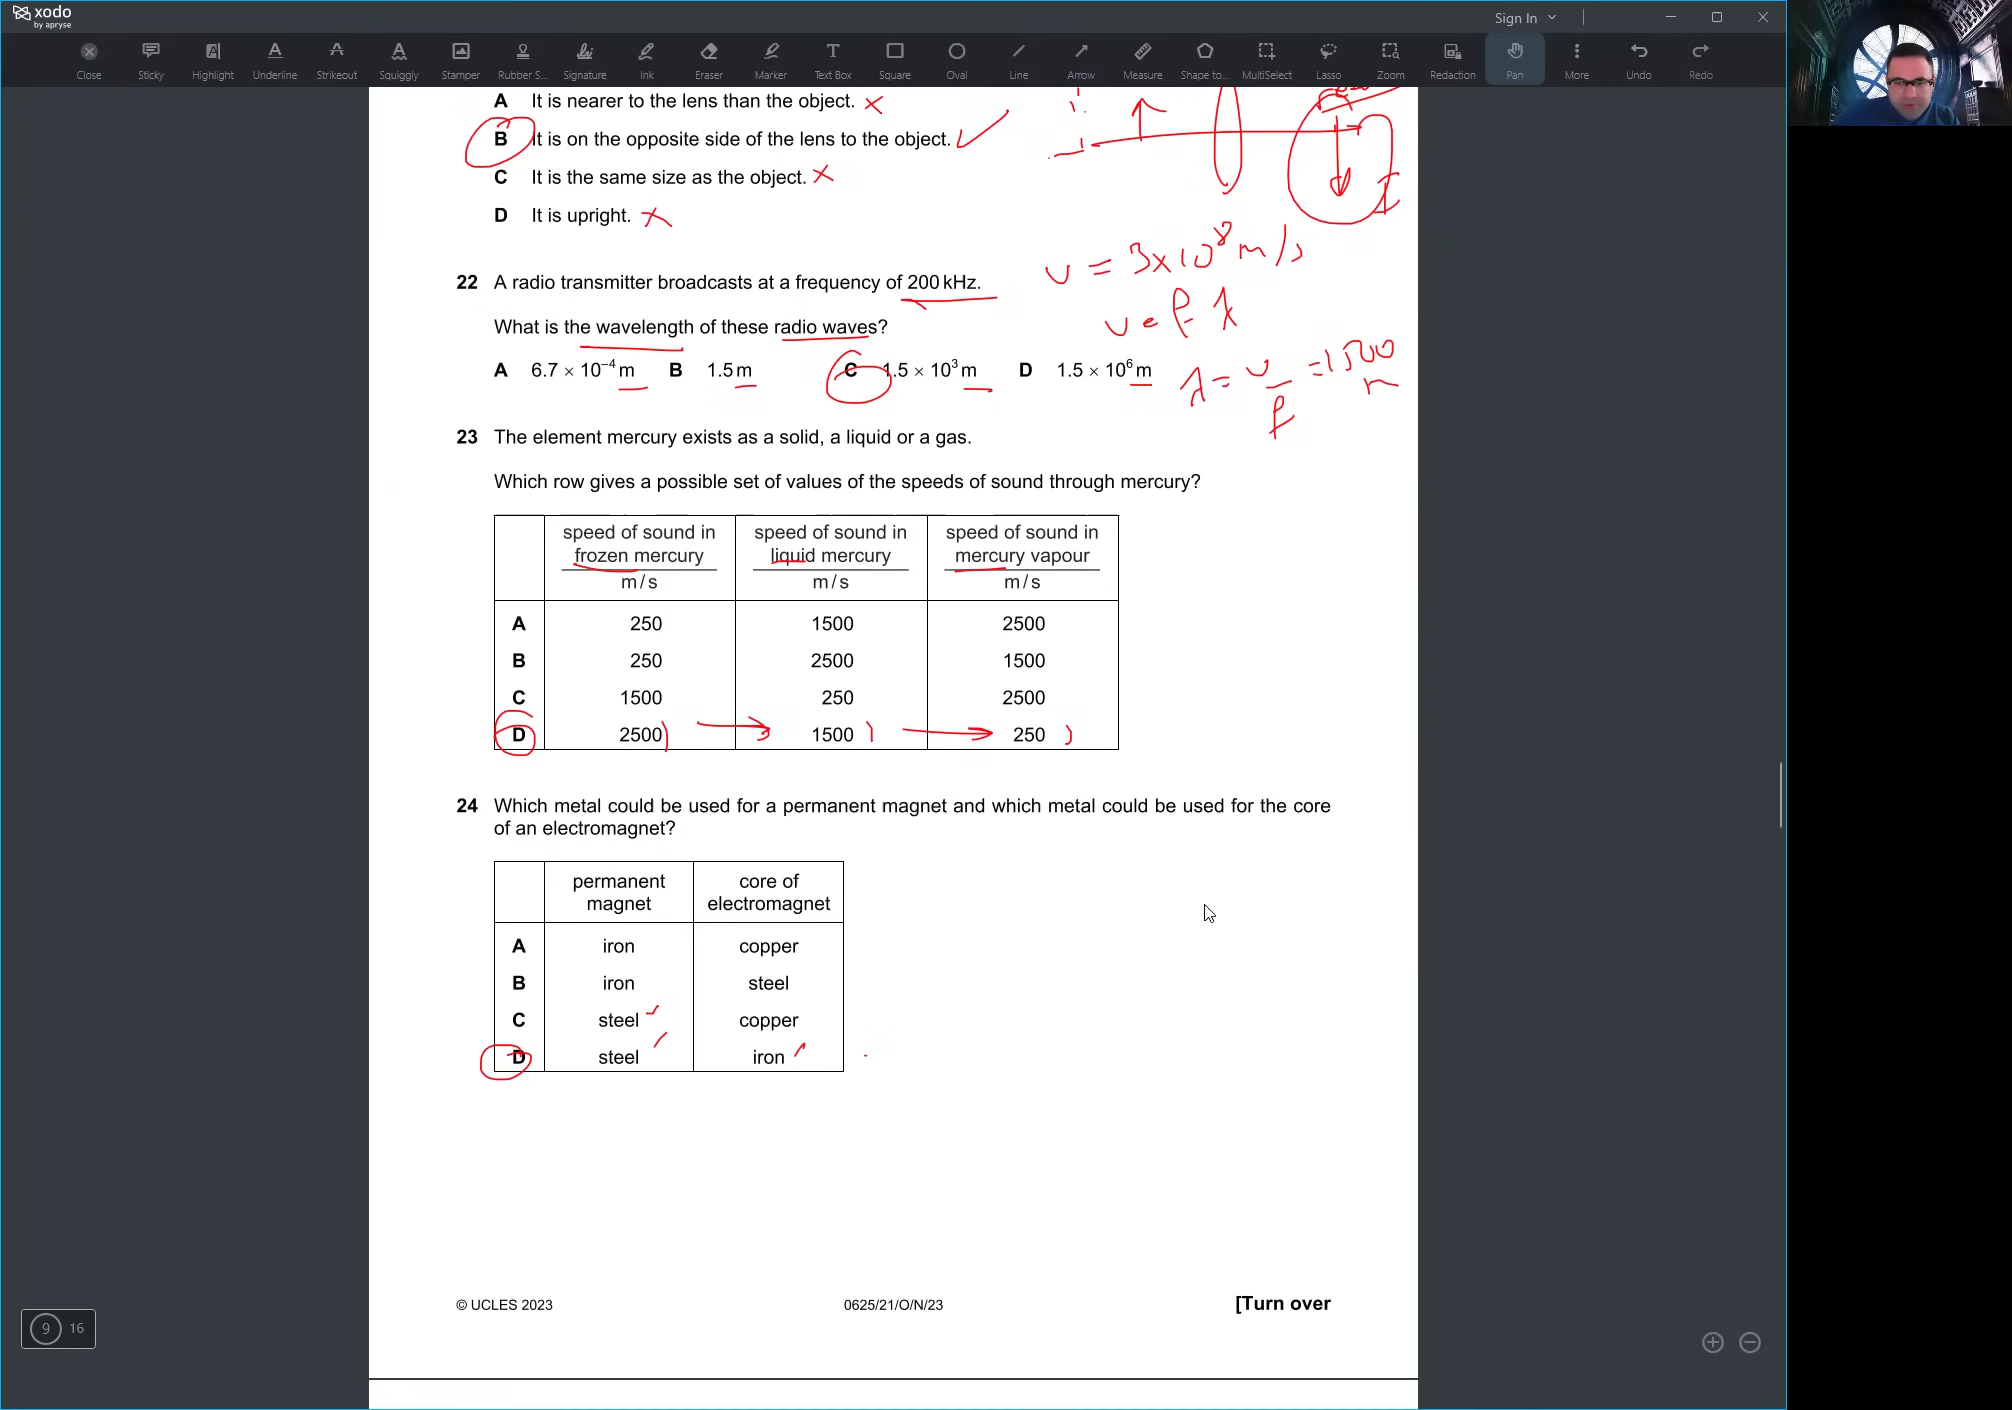 xodo
by apryse
Sign In
Close Sticky Highlight Underline Strikeout Squiggly Stamper Rubber S... Signature Ink Eraser Marker Text Box Square Oval Line Arrow Measure Shape to... MultiSelect Lasso Zoom Redaction Pan More Undo Redo
A It is nearer to the lens than the object.
B It is on the opposite side of the lens to the object.
C It is the same size as the object.
D It is upright.
I
v = 3×10⁸ m/s
22 A radio transmitter broadcasts at a frequency of 200 kHz.
v = f λ
What is the wavelength of these radio waves?
A 6.7 × 10⁻⁴ m B 1.5 m C 1.5 × 10³ m D 1.5 × 10⁶ m
λ = v/f = 1500 m
23 The element mercury exists as a solid, a liquid or a gas.
Which row gives a possible set of values of the speeds of sound through mercury?
speed of sound in frozen mercury m/s
speed of sound in liquid mercury m/s
speed of sound in mercury vapour m/s
A 250 1500 2500
B 250 2500 1500
C 1500 250 2500
D 2500 1500 250
24 Which metal could be used for a permanent magnet and which metal could be used for the core
of an electromagnet?
permanent magnet
core of electromagnet
A iron copper
B iron steel
C steel copper
D steel iron
© UCLES 2023 0625/21/O/N/23 [Turn over
9 16